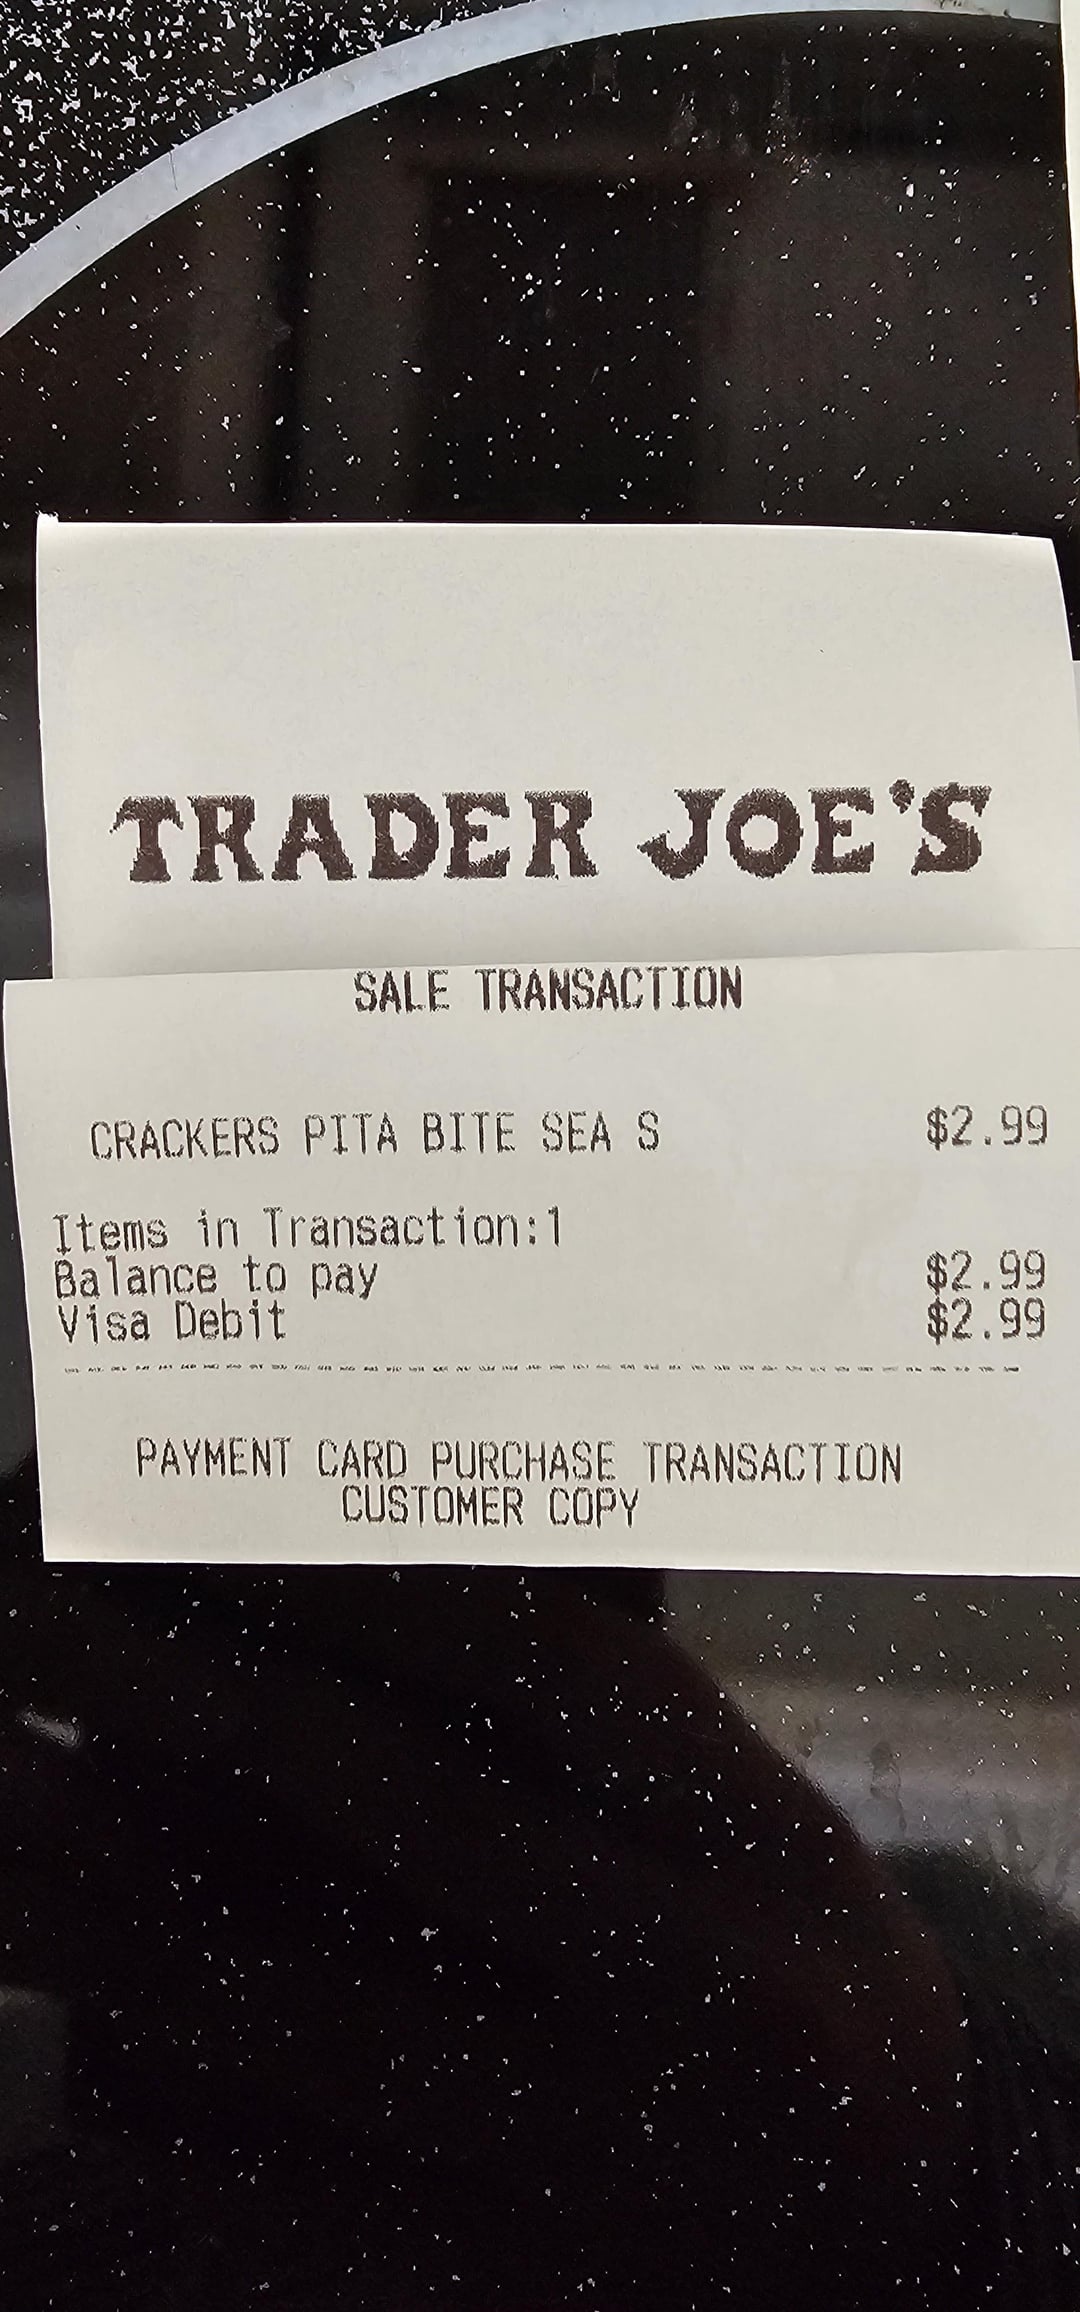 TRADER JOE'S
SALE TRANSACTION
CRACKERS PITA BITE SEA S $2.99
Items in Transaction:1
Balance to pay $2.99
Visa Debit $2.99
PAYMENT CARD PURCHASE TRANSACTION
CUSTOMER COPY